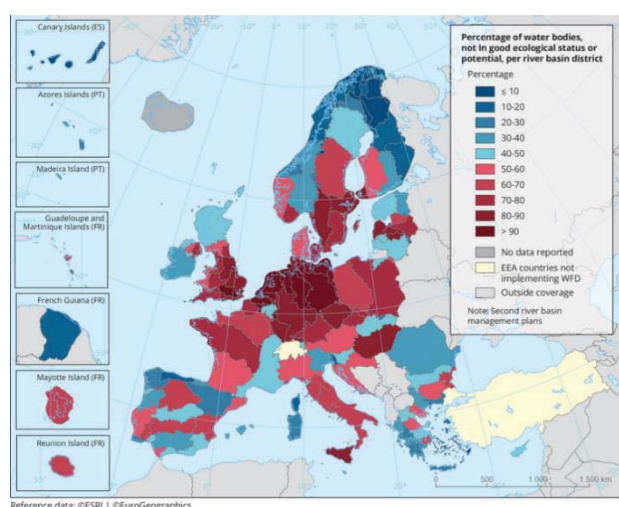 Canary Islands (ES)
Azores Islands (PT)
Madeira Island (PT)
Guadeloupe and
Martinique Islands (FR)
French Guiana (FR)
Mayotte Island (FR)
Reunion Island (FR)
Percentage of water bodies,
not in good ecological status or
potential, per river basin district
Percentage
≤ 10
10-20
20-30
30-40
40-50
50-60
60-70
70-80
80-90
> 90
No data reported
EEA countries not
implementing WFD
Outside coverage
Note: Second river basin
management plans
0 500 1 000 1 500 km
Reference data: ©ESRI | ©EuroGeographics